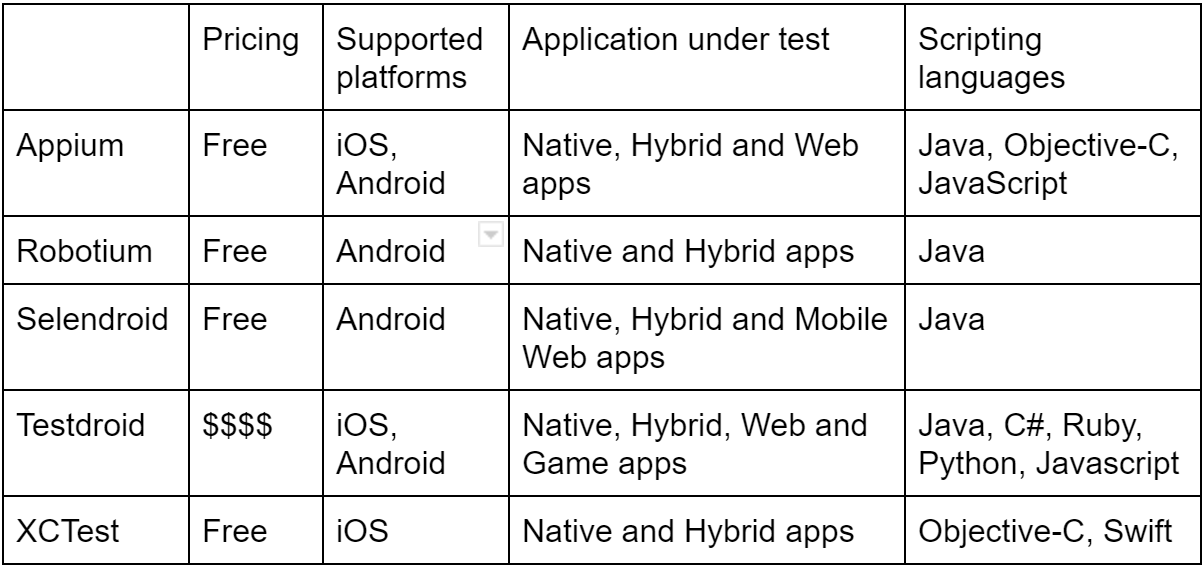 Pricing Supported platforms Application under test Scripting languages
Appium Free iOS, Android Native, Hybrid and Web apps Java, Objective-C, JavaScript
Robotium Free Android Native and Hybrid apps Java
Selendroid Free Android Native, Hybrid and Mobile Web apps Java
Testdroid $$$$ iOS, Android Native, Hybrid, Web and Game apps Java, C#, Ruby, Python, Javascript
XCTest Free iOS Native and Hybrid apps Objective-C, Swift